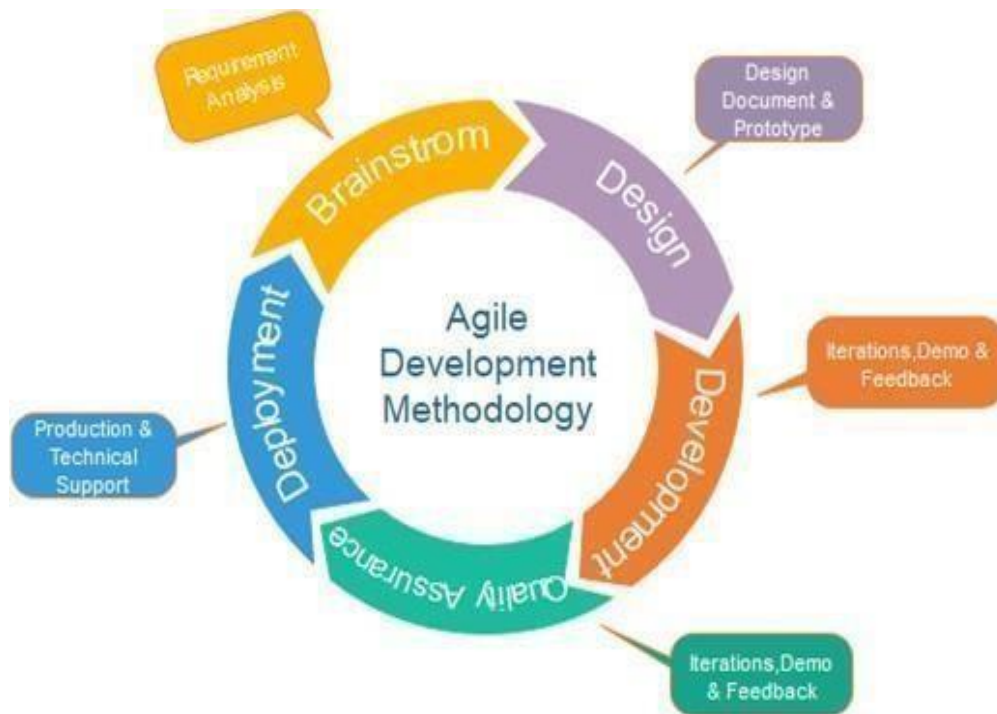 Requirement
Analysis
Brainstrom
Design
Document &
Prototype
Design
Iterations,Demo &
Feedback
Development
Iterations,Demo
& Feedback
Quality Assurance
Production &
Technical
Support
Deployment
Agile
Development
Methodology